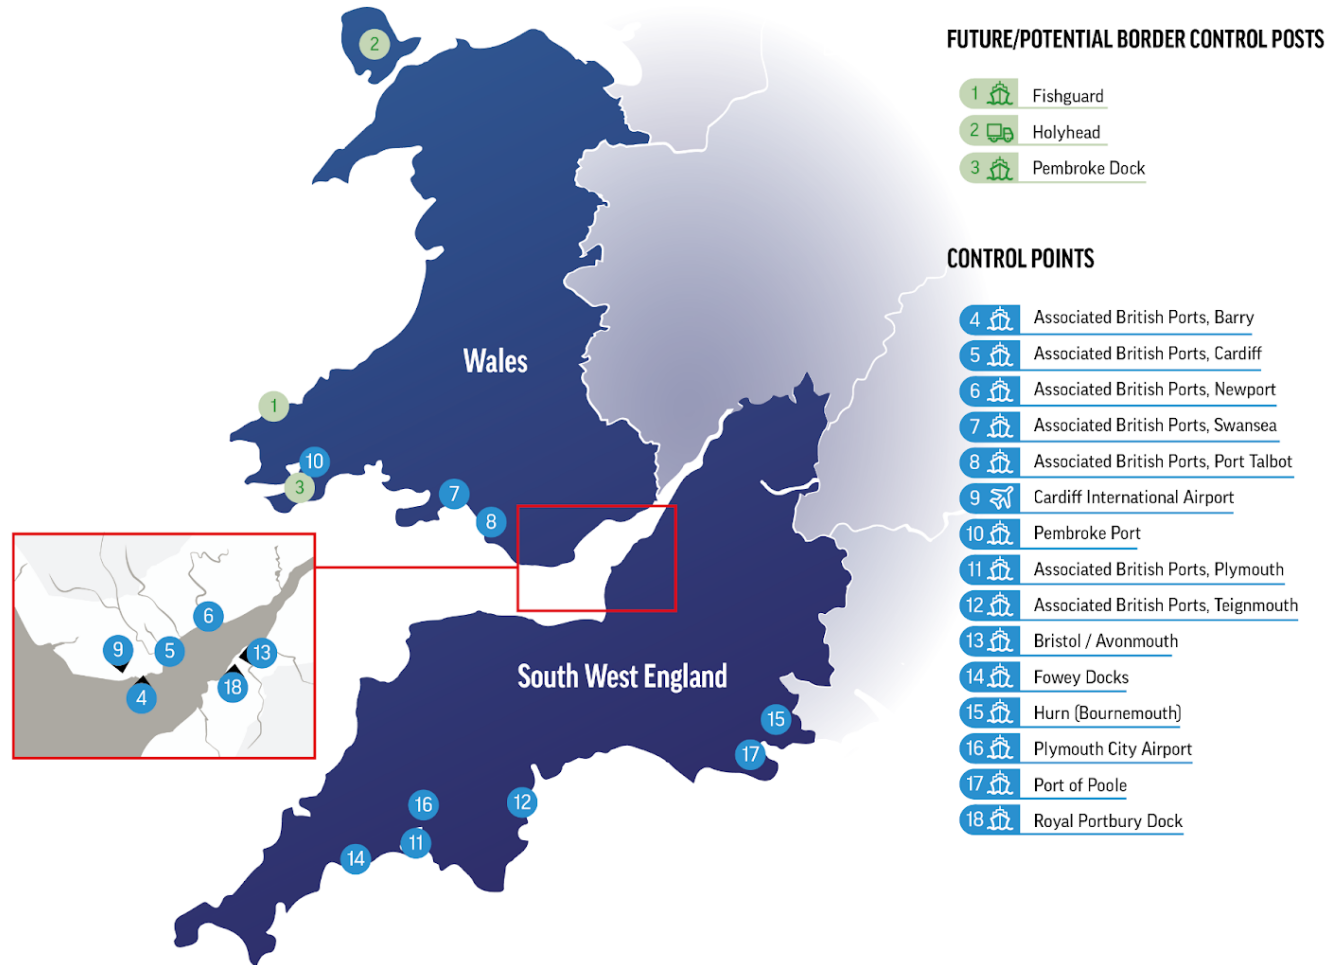 FUTURE/POTENTIAL BORDER CONTROL POSTS
1 Fishguard
2 Holyhead
3 Pembroke Dock
CONTROL POINTS
4 Associated British Ports, Barry
5 Associated British Ports, Cardiff
6 Associated British Ports, Newport
7 Associated British Ports, Swansea
8 Associated British Ports, Port Talbot
9 Cardiff International Airport
10 Pembroke Port
11 Associated British Ports, Plymouth
12 Associated British Ports, Teignmouth
13 Bristol / Avonmouth
14 Fowey Docks
15 Hurn (Bournemouth)
16 Plymouth City Airport
17 Port of Poole
18 Royal Portbury Dock
2
Wales
1
10
3
7
8
6
9
5
13
4
18
South West England
15
17
16
12
11
14